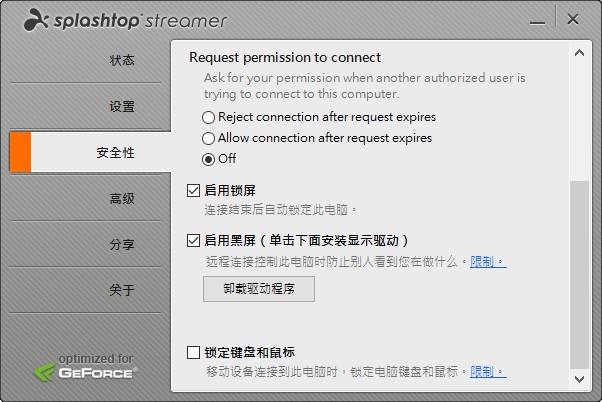 splashtop streamer
状态
设置
安全性
高级
分享
关于
optimized for
GEFORCE
Request permission to connect
Ask for your permission when another authorized user is
trying to connect to this computer.
Reject connection after request expires
Allow connection after request expires
Off
启用锁屏
连接结束后自动锁定此电脑。
启用黑屏（单击下面安装显示驱动）
远程连接控制此电脑时防止别人看到您在做什么。限制。
卸载驱动程序
锁定键盘和鼠标
移动设备连接到此电脑时，锁定电脑键盘和鼠标。限制。